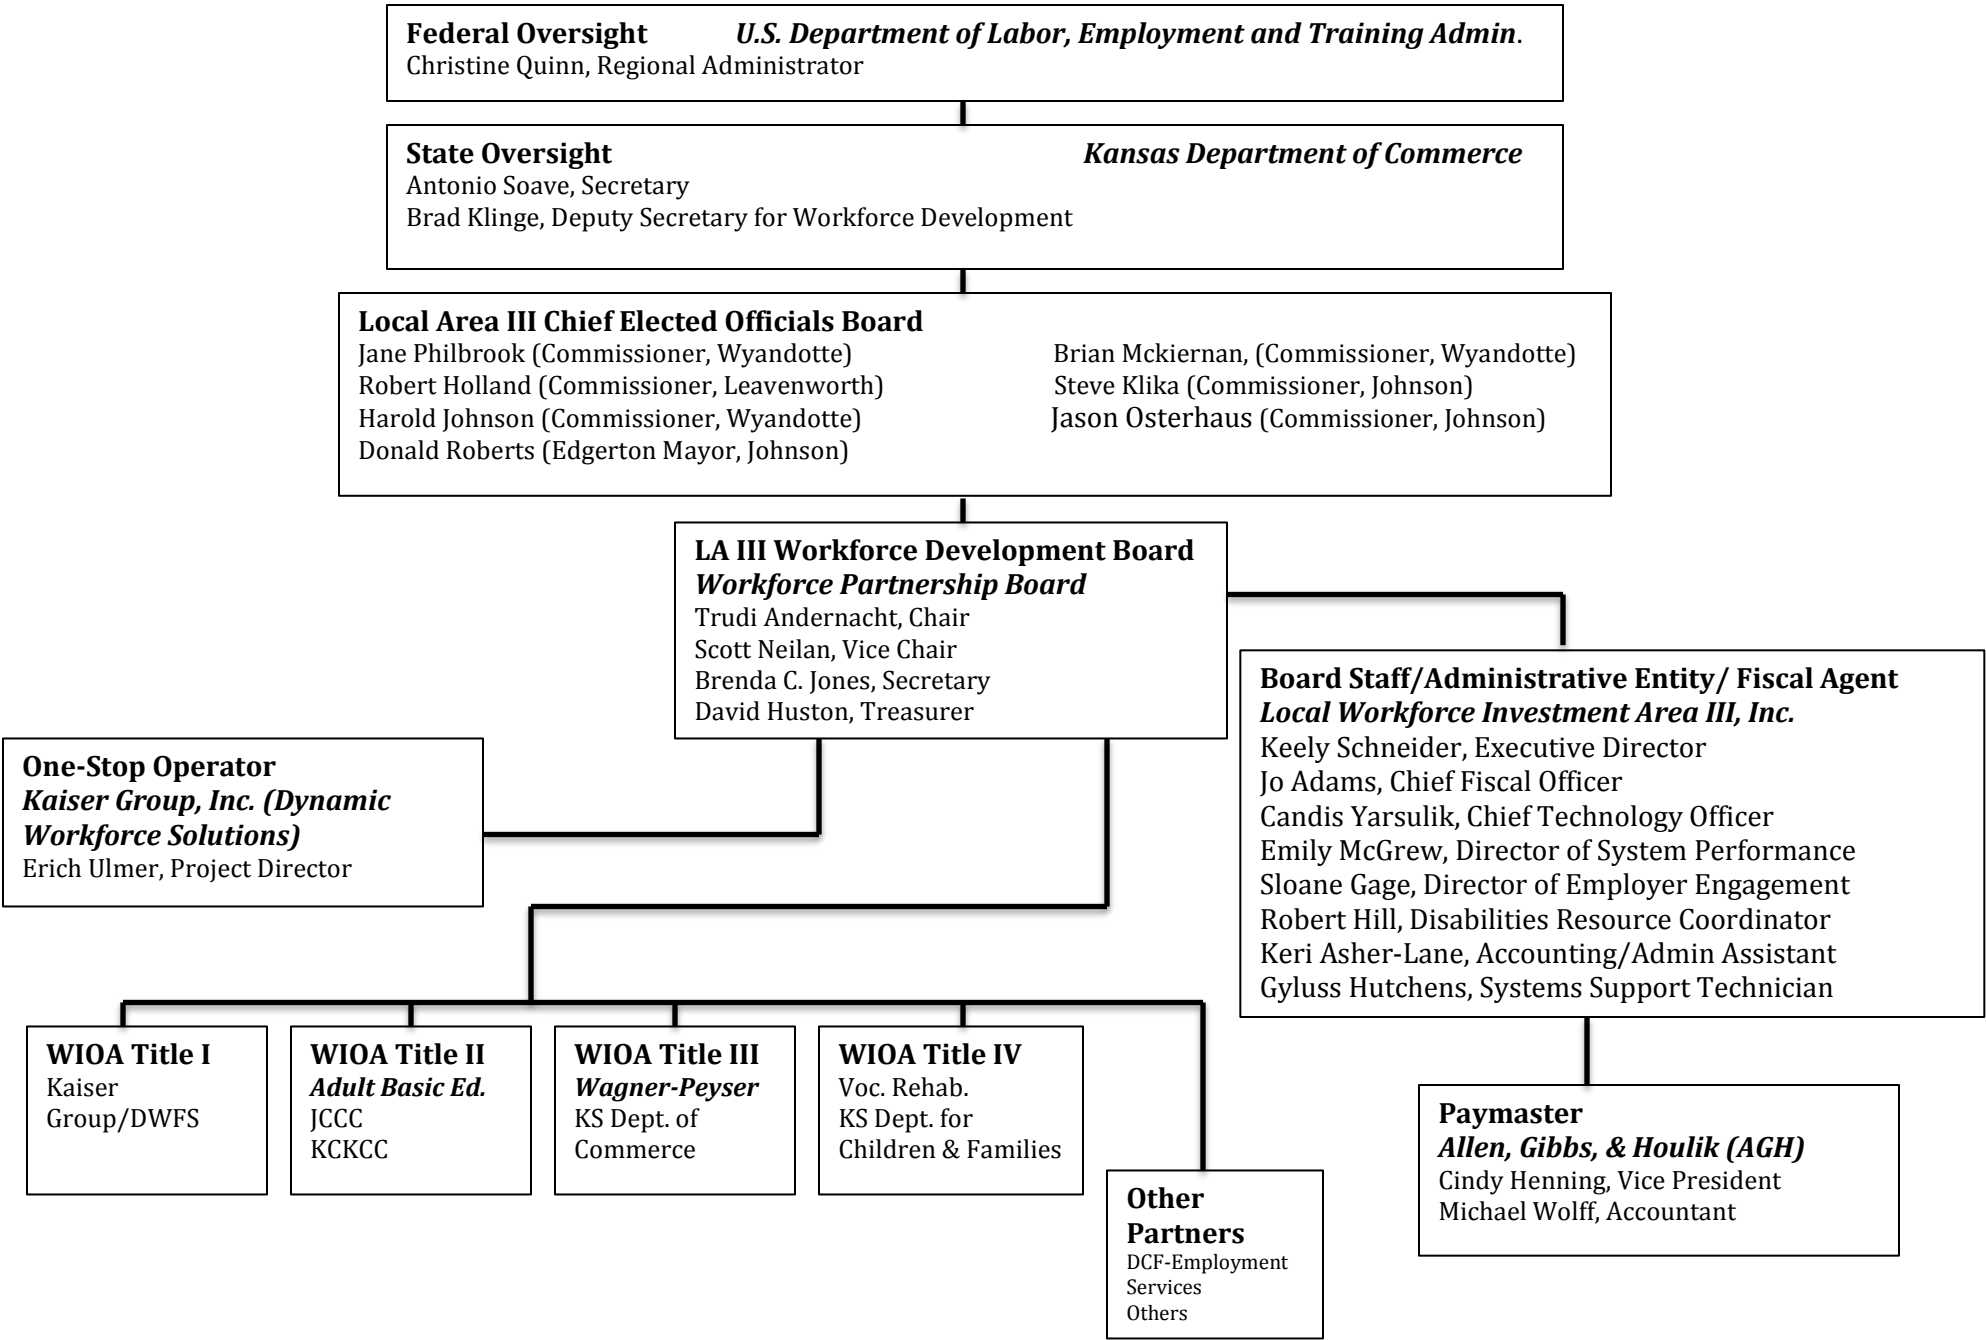 Federal Oversight U.S. Department of Labor, Employment and Training Admin.
Christine Quinn, Regional Administrator
State Oversight Kansas Department of Commerce
Antonio Soave, Secretary
Brad Klinge, Deputy Secretary for Workforce Development
Local Area III Chief Elected Officials Board
Jane Philbrook (Commissioner, Wyandotte) Brian Mckiernan, (Commissioner, Wyandotte)
Robert Holland (Commissioner, Leavenworth) Steve Klika (Commissioner, Johnson)
Harold Johnson (Commissioner, Wyandotte) Jason Osterhaus (Commissioner, Johnson)
Donald Roberts (Edgerton Mayor, Johnson)
LA III Workforce Development Board
Workforce Partnership Board
Trudi Andernacht, Chair
Scott Neilan, Vice Chair
Brenda C. Jones, Secretary
David Huston, Treasurer
Board Staff/Administrative Entity/ Fiscal Agent
Local Workforce Investment Area III, Inc.
Keely Schneider, Executive Director
Jo Adams, Chief Fiscal Officer
Candis Yarsulik, Chief Technology Officer
Emily McGrew, Director of System Performance
Sloane Gage, Director of Employer Engagement
Robert Hill, Disabilities Resource Coordinator
Keri Asher-Lane, Accounting/Admin Assistant
Gyluss Hutchens, Systems Support Technician
One-Stop Operator
Kaiser Group, Inc. (Dynamic
Workforce Solutions)
Erich Ulmer, Project Director
WIOA Title I
Kaiser
Group/DWFS
WIOA Title II
Adult Basic Ed.
JCCC
KCKCC
WIOA Title III
Wagner-Peyser
KS Dept. of
Commerce
WIOA Title IV
Voc. Rehab.
KS Dept. for
Children & Families
Other
Partners
DCF-Employment
Services
Others
Paymaster
Allen, Gibbs, & Houlik (AGH)
Cindy Henning, Vice President
Michael Wolff, Accountant